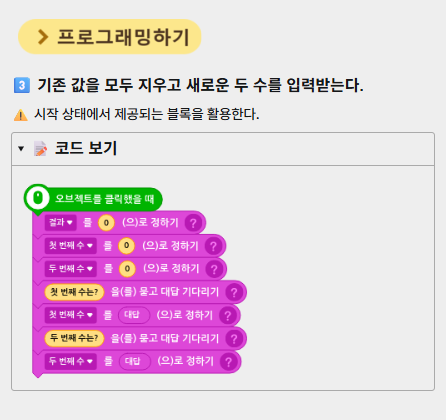 프로그래밍하기
3 기존 값을 모두 지우고 새로운 두 수를 입력받는다.
시작 상태에서 제공되는 블록을 활용한다.
코드 보기
오브젝트를 클릭했을 때
결과 를 0 (으)로 정하기 ?
첫 번째 수 를 0 (으)로 정하기 ?
두 번째 수 를 0 (으)로 정하기 ?
첫 번째 수는? 을(를) 묻고 대답 기다리기 ?
첫 번째 수 를 대답 (으)로 정하기 ?
두 번째 수는? 을(를) 묻고 대답 기다리기 ?
두 번째 수 를 대답 (으)로 정하기 ?